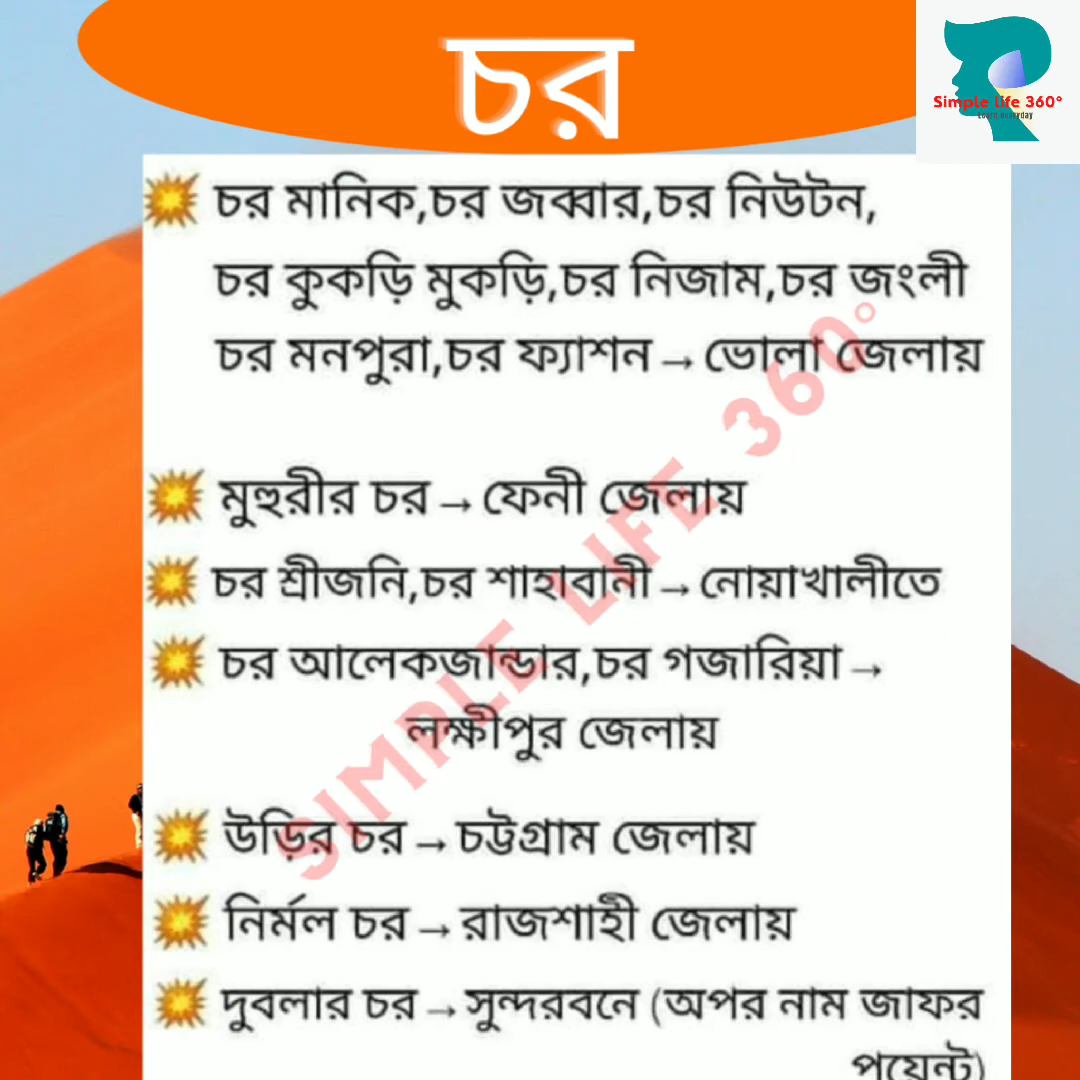 চর
Simple life 360°
Learn everyday
চর মানিক,চর জব্বার,চর নিউটন,
চর কুকড়ি মুকড়ি,চর নিজাম,চর জংলী
চর মনপুরা,চর ফ্যাশন → ভোলা জেলায়
মুহুরীর চর → ফেনী জেলায়
চর শ্রীজনি,চর শাহাবানী → নোয়াখালীতে
চর আলেকজান্ডার,চর গজারিয়া →
লক্ষীপুর জেলায়
উড়ির চর → চট্টগ্রাম জেলায়
নির্মল চর → রাজশাহী জেলায়
দুবলার চর → সুন্দরবনে (অপর নাম জাফর
পয়েন্ট)
SIMPLE LIFE 360°